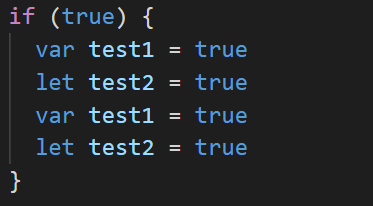 if (true) {
  var test1 = true
  let test2 = true
  var test1 = true
  let test2 = true
}